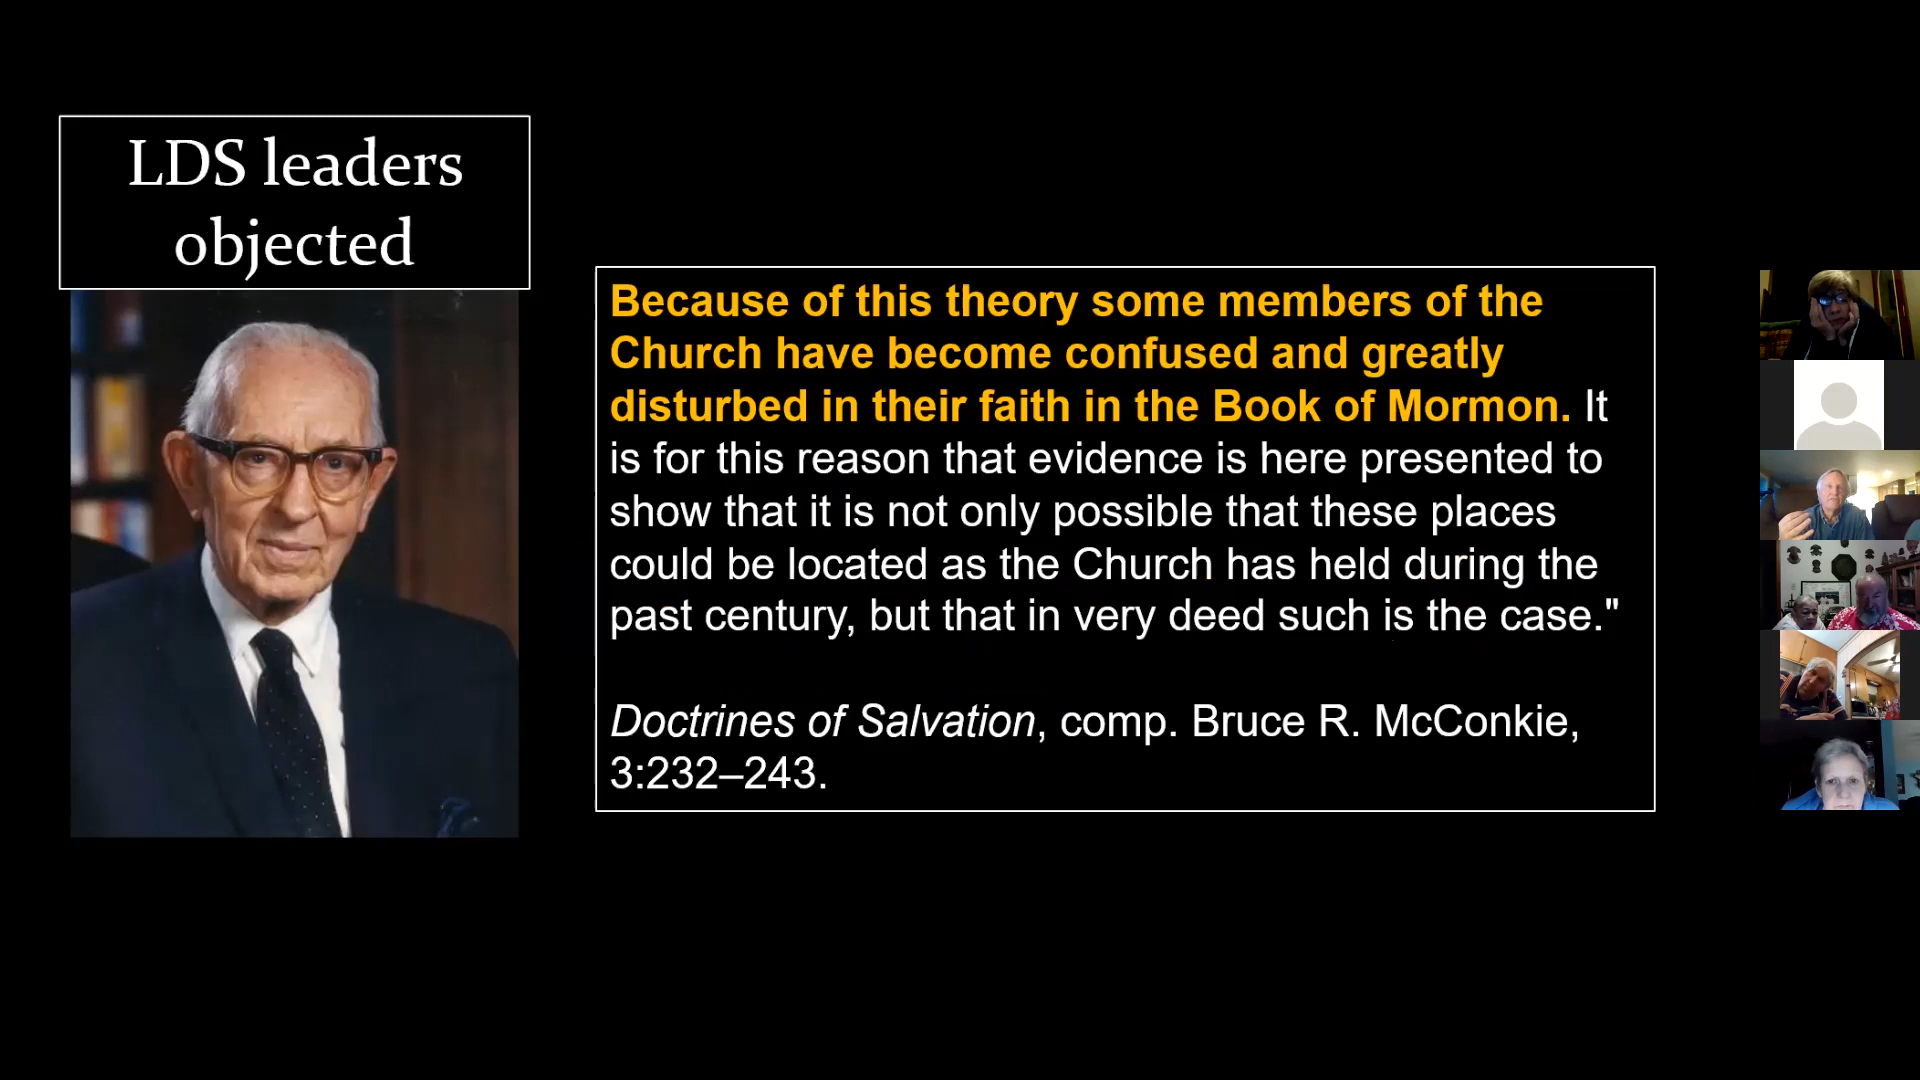 LDS leaders
objected
Because of this theory some members of the
Church have become confused and greatly
disturbed in their faith in the Book of Mormon. It
is for this reason that evidence is here presented to
show that it is not only possible that these places
could be located as the Church has held during the
past century, but that in very deed such is the case."
Doctrines of Salvation, comp. Bruce R. McConkie,
3:232–243.